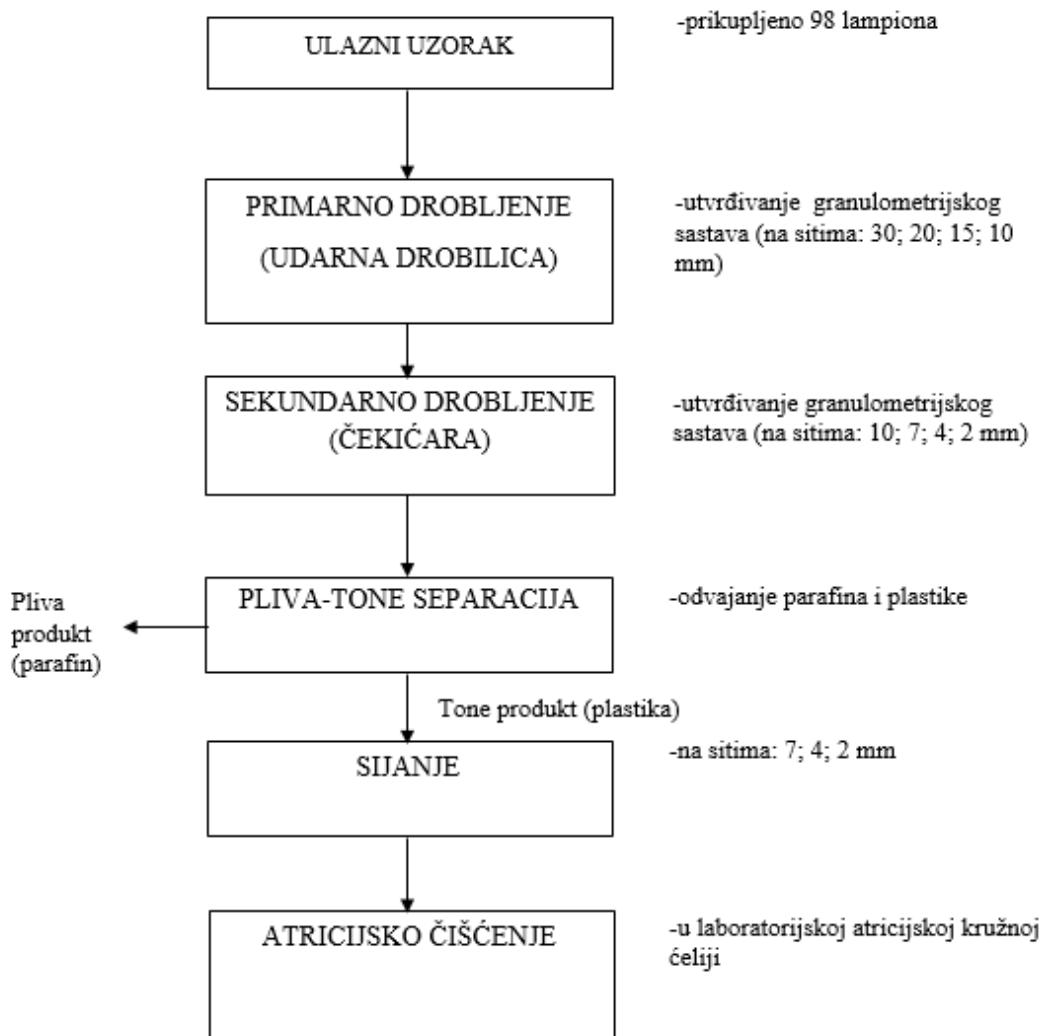 ULAZNI UZORAK
-prikupljeno 98 lampiona
PRIMARNO DROBLJENJE
(UDARNA DROBILICA)
-utvrđivanje granulometrijskog
sastava (na sitima: 30; 20; 15; 10
mm)
SEKUNDARNO DROBLJENJE
(ČEKIĆARA)
-utvrđivanje granulometrijskog
sastava (na sitima: 10; 7; 4; 2 mm)
Pliva
produkt
(parafin)
PLIVA-TONE SEPARACIJA
-odvajanje parafina i plastike
Tone produkt (plastika)
SIJANJE
-na sitima: 7; 4; 2 mm
ATRICIJSKO ČIŠĆENJE
-u laboratorijskoj atricijskoj kružnoj
ćeliji